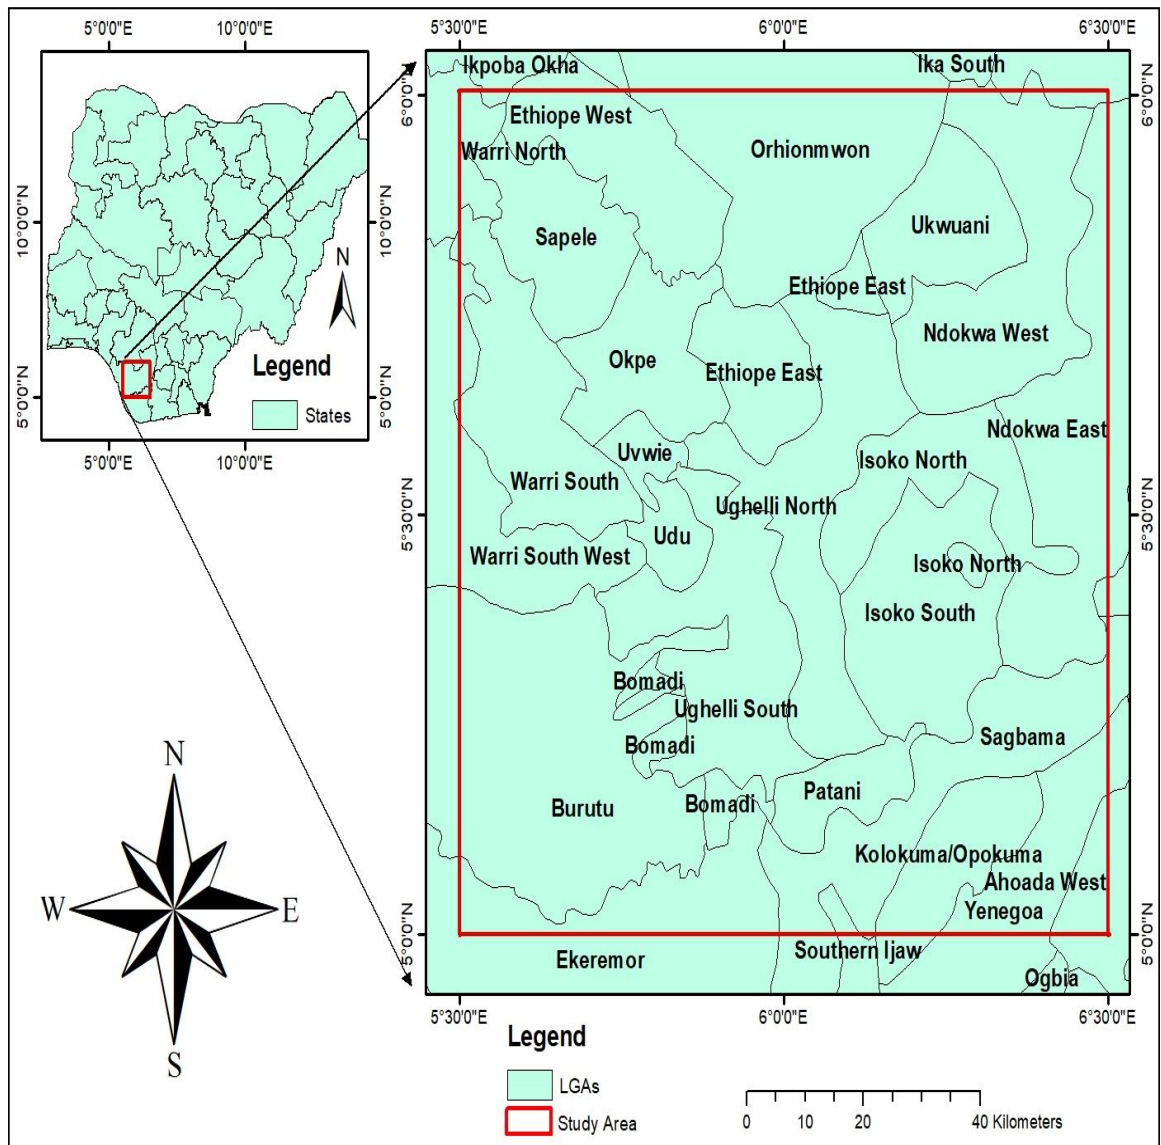 5°0'0"E 10°0'0"E
10°0'0"N
5°0'0"N
10°0'0"N
5°0'0"N
N
Legend
States
5°0'0"E 10°0'0"E
5°30'0"E 6°0'0"E 6°30'0"E
6°0'0"N
5°30'0"N
5°0'0"N
6°0'0"N
5°30'0"N
5°0'0"N
Ikpoba Okha
Ika South
Ethiope West
Warri North
Orhionmwon
Sapele
Ukwuani
Ethiope East
Ndokwa West
Okpe
Ethiope East
Ndokwa East
Uvwie
Isoko North
Warri South
Ughelli North
Udu
Warri South West
Isoko North
Isoko South
Bomadi
Ughelli South
Bomadi
Sagbama
Burutu
Bomadi
Patani
Kolokuma/Opokuma
Ahoada West
Yenegoa
Ekeremor
Southern Ijaw
Ogbia
5°30'0"E 6°0'0"E 6°30'0"E
N
W
E
S
Legend
LGAs
Study Area
0 10 20 40 Kilometers